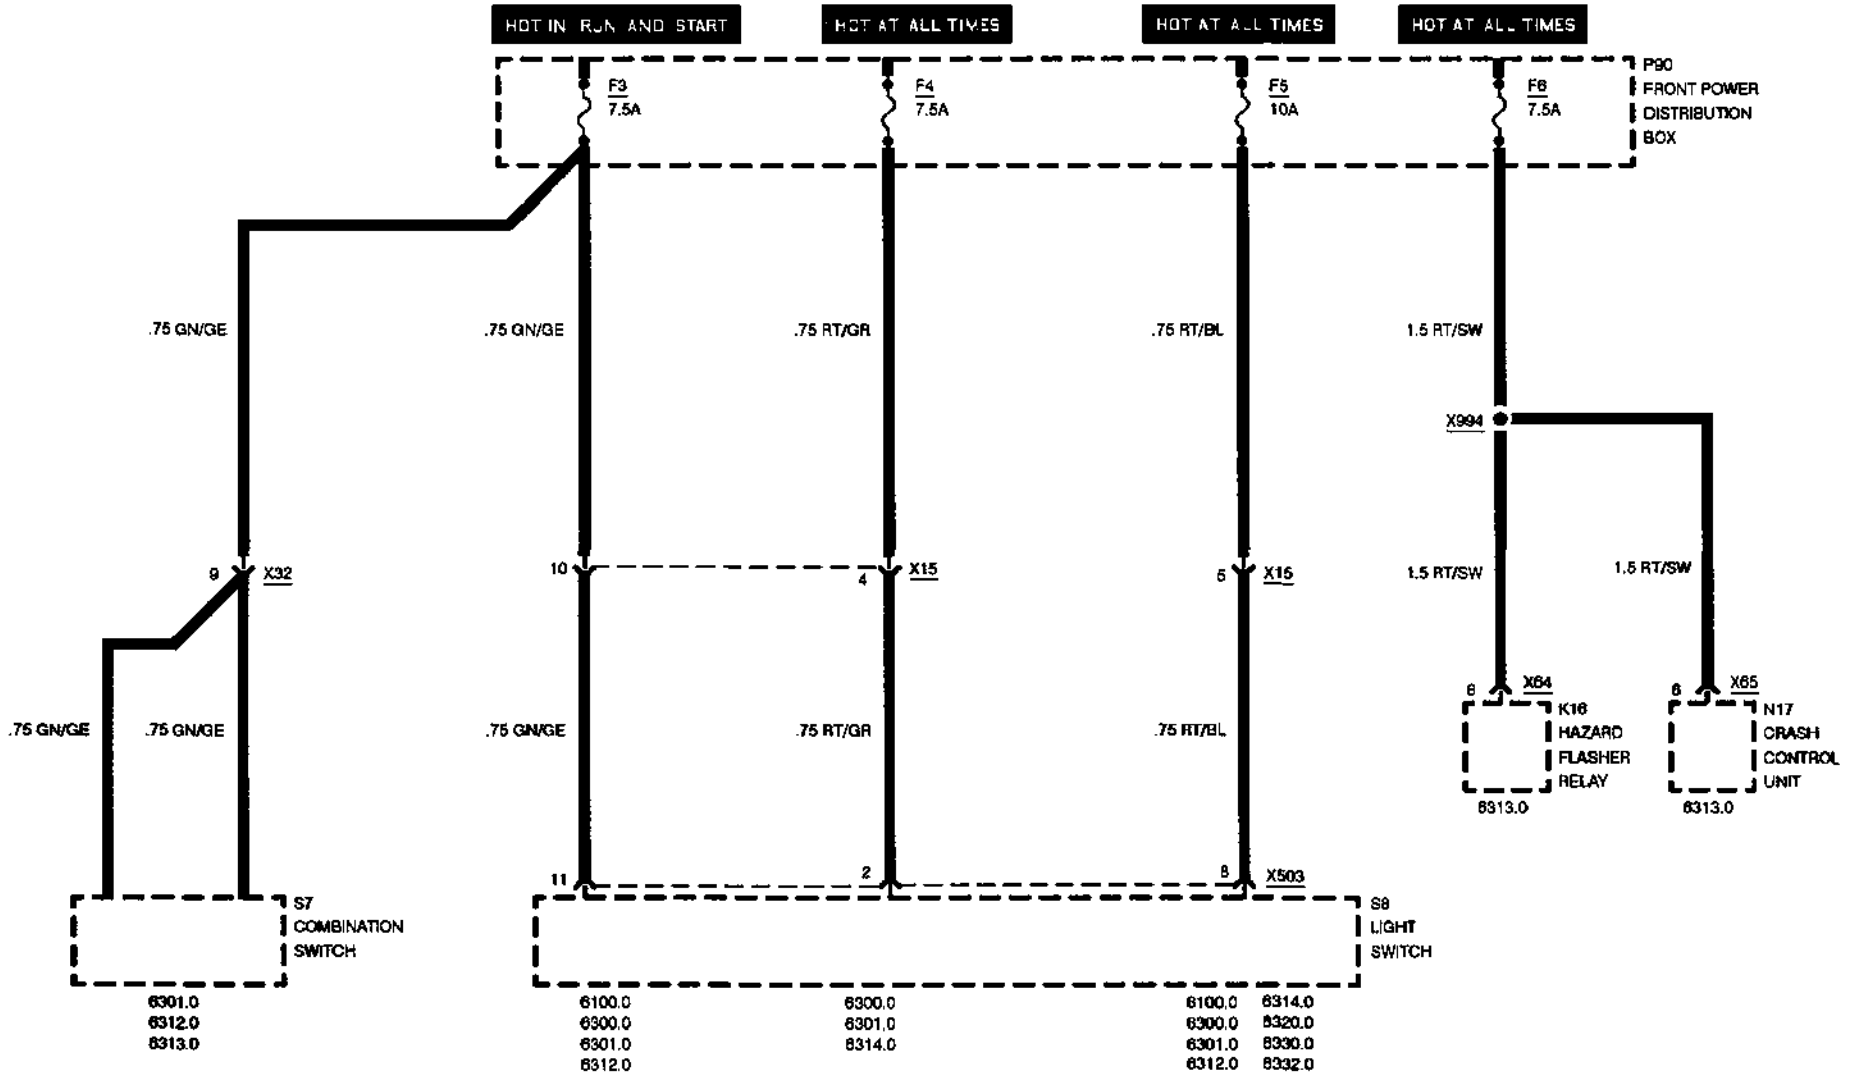 HOT IN RUN AND START
HOT AT ALL TIMES
HOT AT ALL TIMES
HOT AT ALL TIMES
F3
7.5A
F4
7.5A
F5
10A
F6
7.5A
P90
FRONT POWER
DISTRIBUTION
BOX
.75 GN/GE
.75 GN/GE
.75 RT/GR
.75 RT/BL
1.5 RT/SW
X994
9
X32
10
4
X15
5
X15
1.5 RT/SW
1.5 RT/SW
.75 GN/GE
.75 GN/GE
.75 GN/GE
.75 RT/GR
.75 RT/BL
X64
6
X65
K16
HAZARD
FLASHER
RELAY
6313.0
N17
CRASH
CONTROL
UNIT
6313.0
11
2
8
X503
S7
COMBINATION
SWITCH
S8
LIGHT
SWITCH
6301.0
6312.0
6313.0
6100.0
6300.0
6301.0
6312.0
6300.0
6301.0
6314.0
6100.0 6314.0
6300.0 6320.0
6301.0 6330.0
6312.0 6332.0